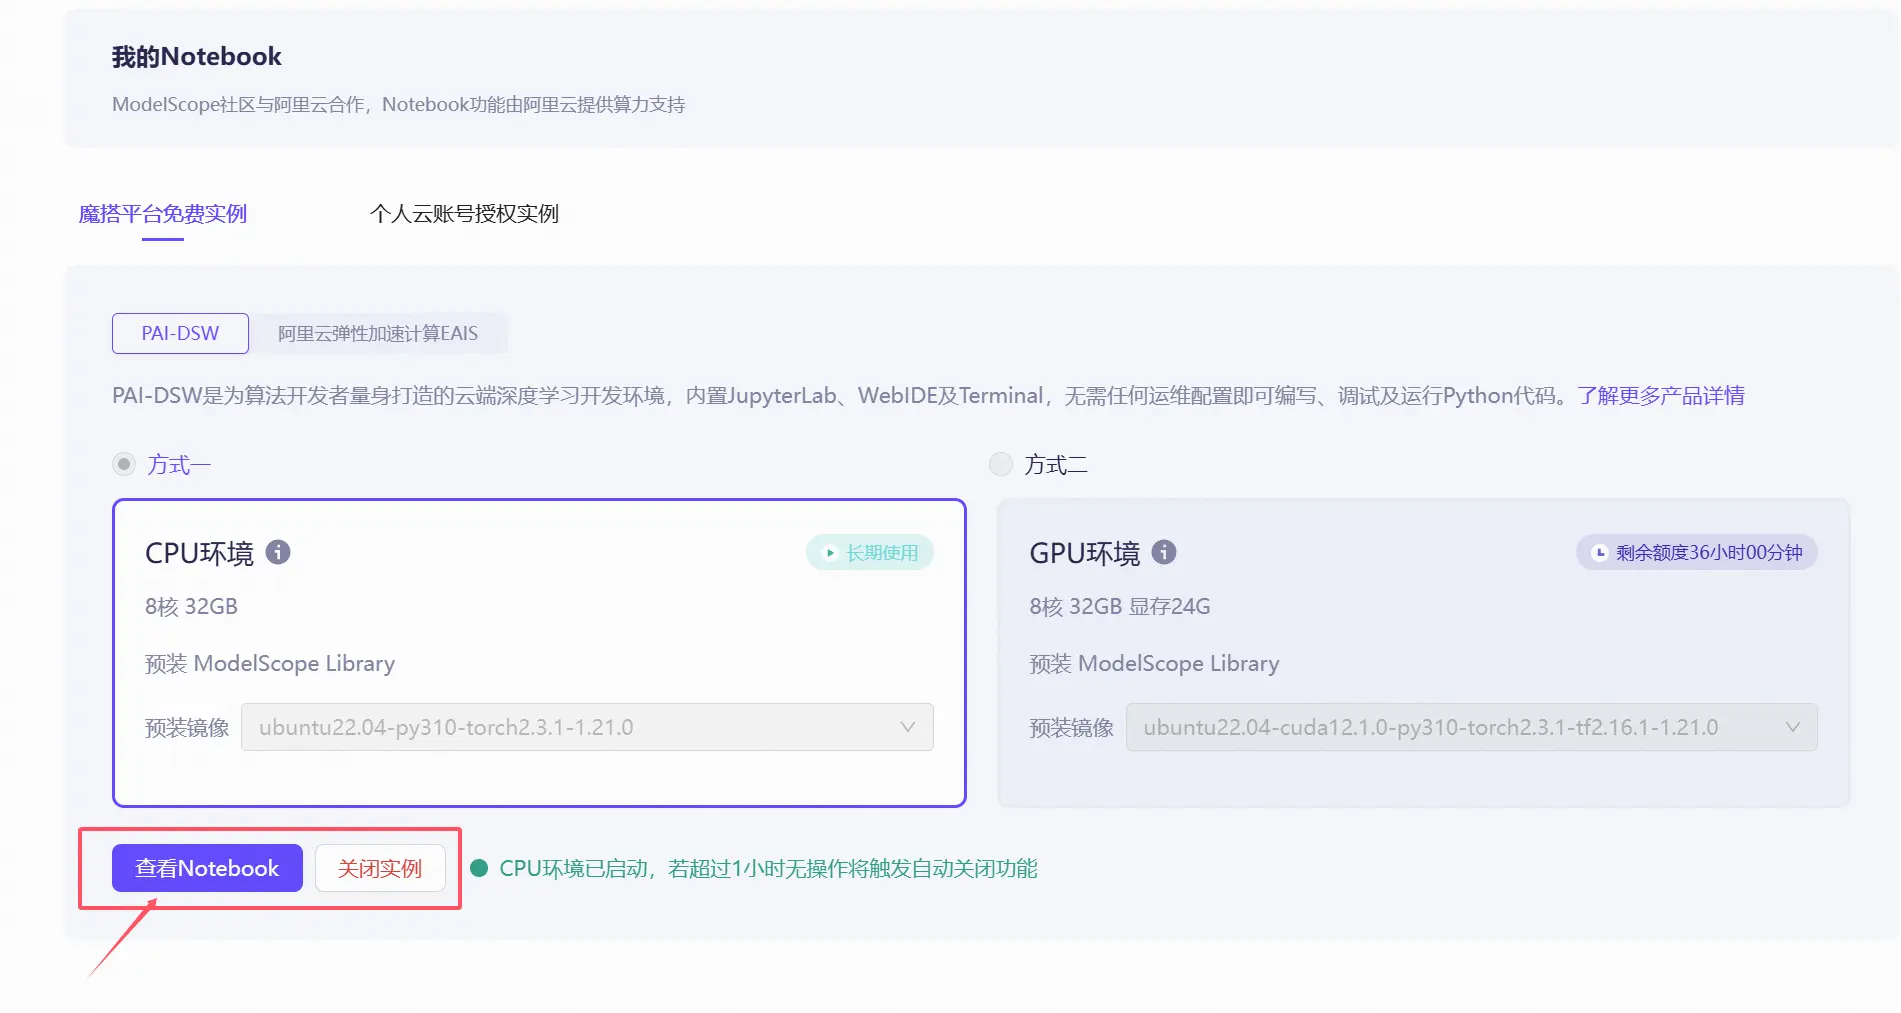 我的Notebook
ModelScope社区与阿里云合作，Notebook功能由阿里云提供算力支持
魔搭平台免费实例
个人云账号授权实例
PAI-DSW
阿里云弹性加速计算EAIS
PAI-DSW是为算法开发者量身打造的云端深度学习开发环境，内置JupyterLab、WebIDE及Terminal，无需任何运维配置即可编写、调试及运行Python代码。了解更多产品详情
方式一
CPU环境
长期使用
8核 32GB
预装 ModelScope Library
预装镜像 ubuntu22.04-py310-torch2.3.1-1.21.0
方式二
GPU环境
剩余额度36小时00分钟
8核 32GB 显存24G
预装 ModelScope Library
预装镜像 ubuntu22.04-cuda12.1.0-py310-torch2.3.1-tf2.16.1-1.21.0
查看Notebook
关闭实例
CPU环境已启动，若超过1小时无操作将触发自动关闭功能